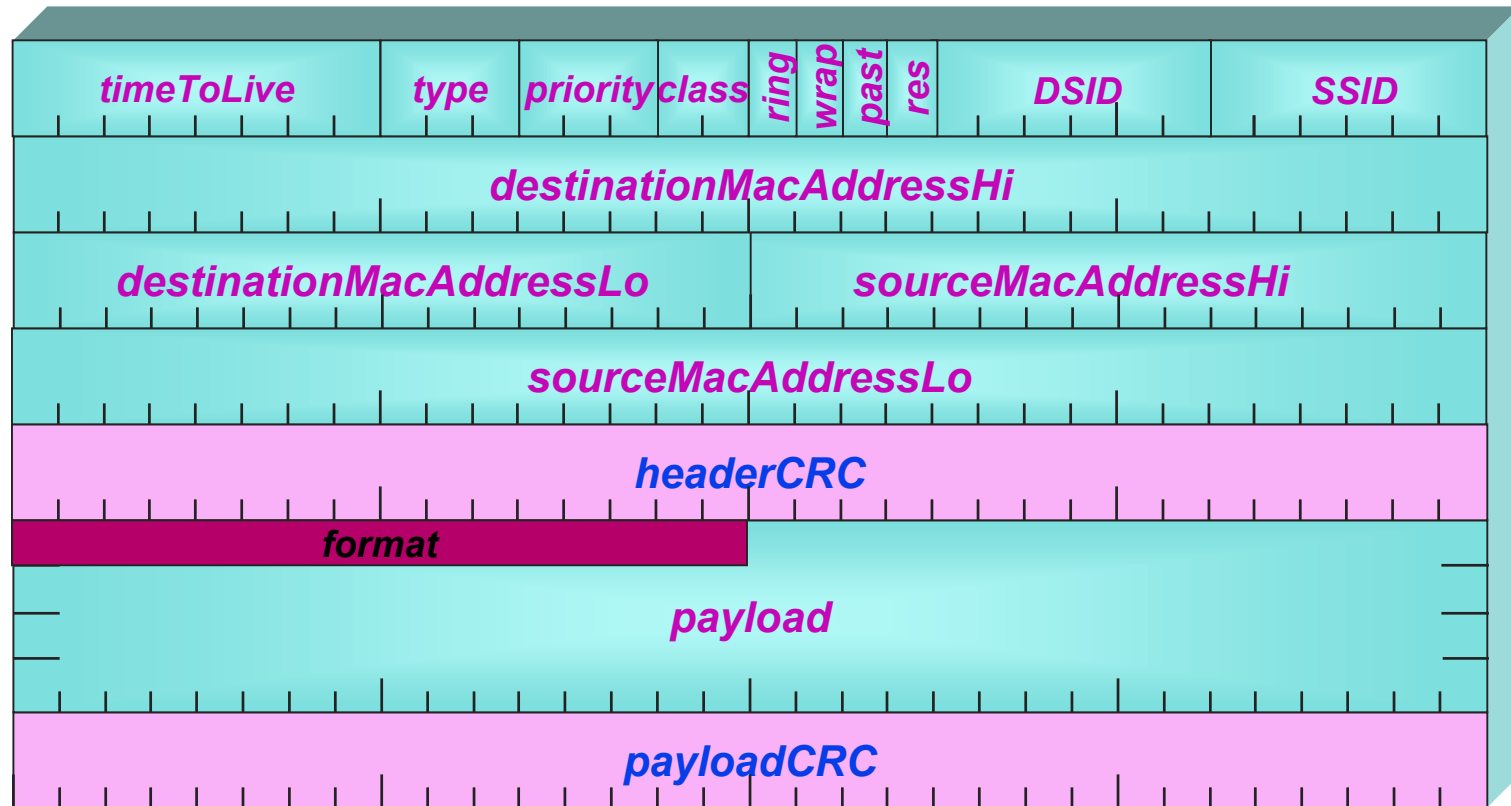 timeToLive type priority class ring wrap past res DSID SSID
destinationMacAddressHi
destinationMacAddressLo sourceMacAddressHi
sourceMacAddressLo
headerCRC
format
payload
payloadCRC